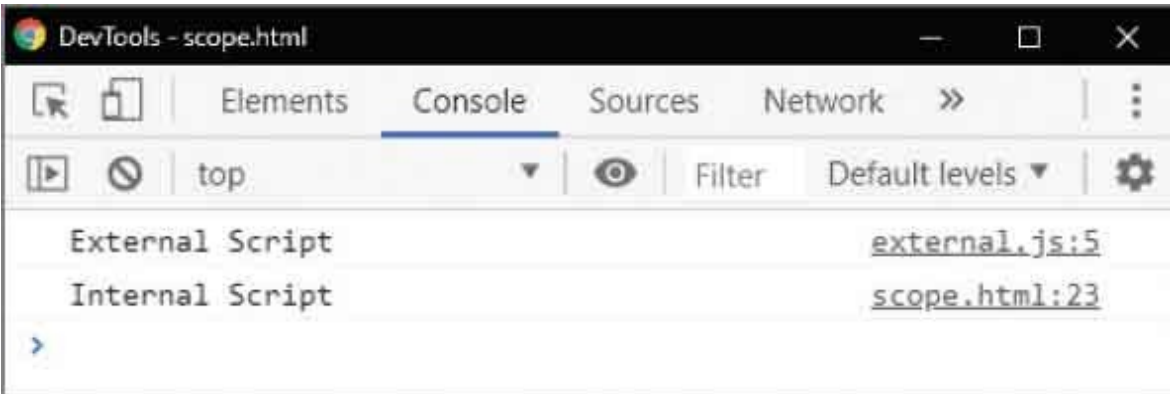 DevTools - scope.html
Elements Console Sources Network »
top Filter Default levels
External Script external.js:5
Internal Script scope.html:23